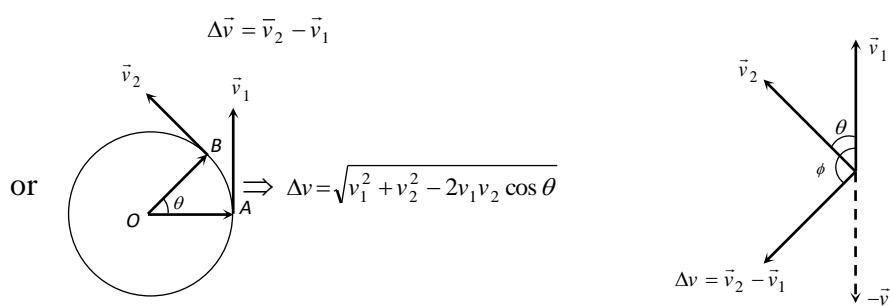 Δv⃗ = v̅₂ − v⃗₁
v⃗₂
v⃗₁
B
or
θ
O
A
⇒ Δv = √(v₁² + v₂² − 2v₁v₂ cos θ)
v⃗₁
v⃗₂
θ
ϕ
Δv = v⃗₂ − v⃗₁
−v⃗